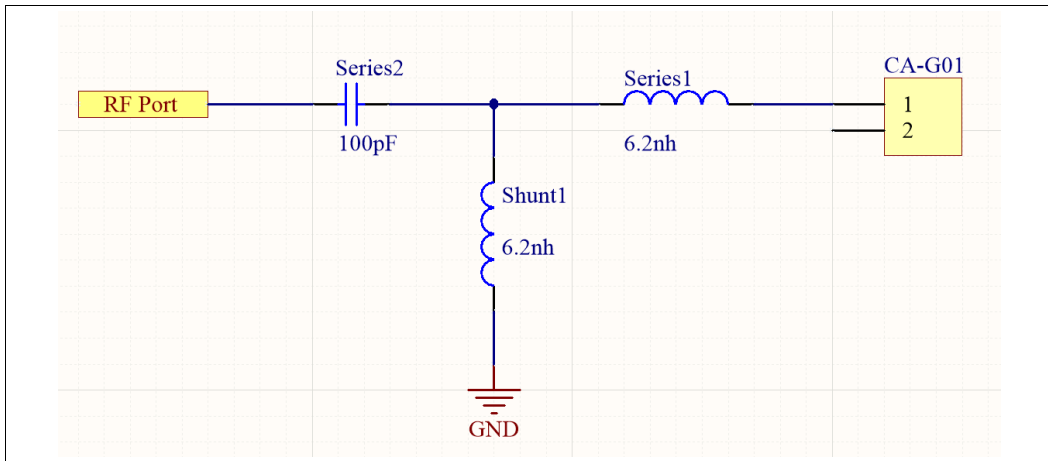 CA-G01
Series2
Series1
RF Port
1
2
100pF
6.2nh
Shunt1
6.2nh
GND